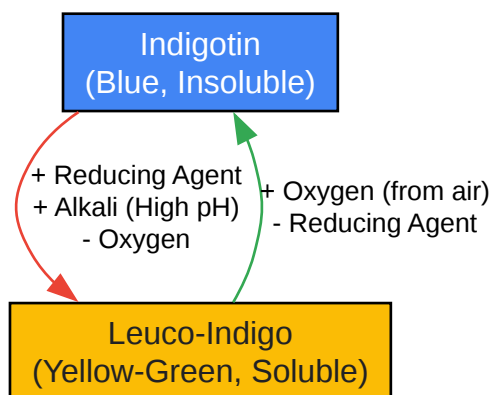 Indigotin
(Blue, Insoluble)
+ Reducing Agent
+ Alkali (High pH)
- Oxygen
+ Oxygen (from air)
- Reducing Agent
Leuco-Indigo
(Yellow-Green, Soluble)